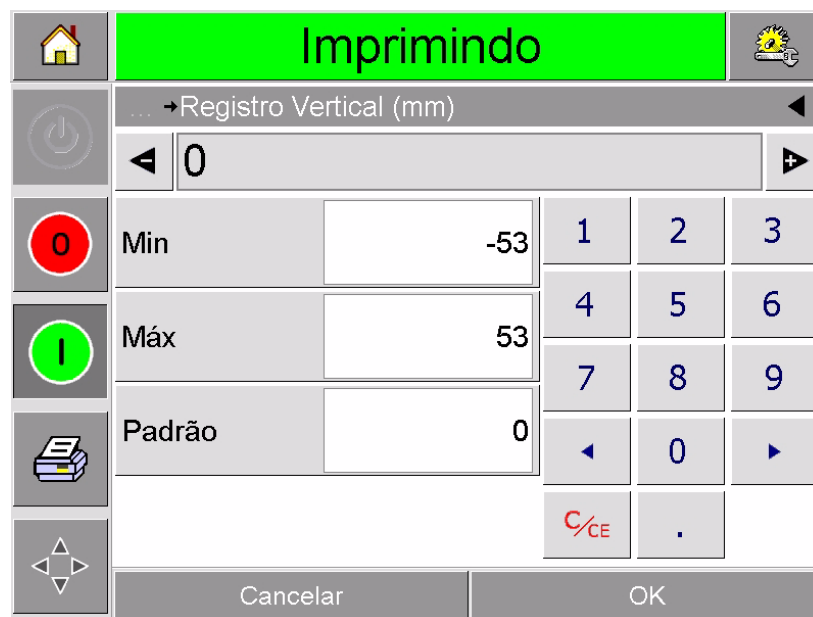 Imprimindo
... →Registro Vertical (mm)
- 0 +
Min -53
Máx 53
Padrão 0
1 2 3
4 5 6
7 8 9
◀ 0 ▶
C/CE .
0
I
Cancelar OK